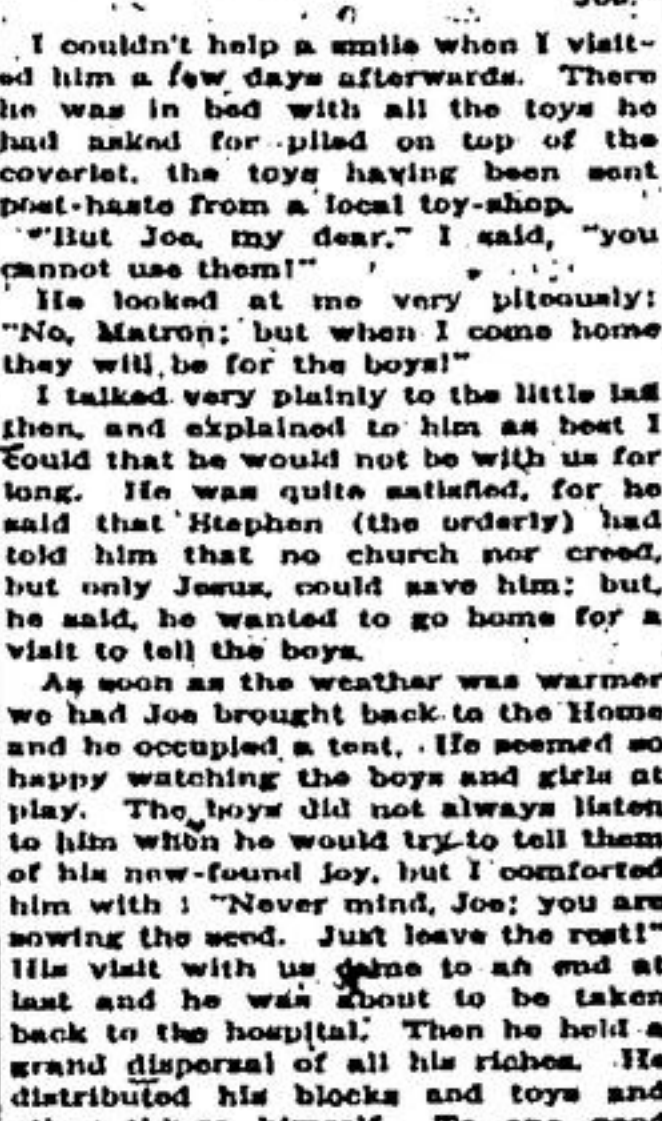 Joe.
I couldn't help a smile when I visit-
ed him a few days afterwards. There
he was in bed with all the toys he
had asked for piled on top of the
coverlet, the toys having been sent
post-haste from a local toy-shop.
"But Joe, my dear," I said, "you
cannot use them!"
He looked at me very piteously:
"No, Matron; but when I come home
they will be for the boys!"
I talked very plainly to the little lad
then, and explained to him as best I
could that he would not be with us for
long. He was quite satisfied, for he
said that Stephen (the orderly) had
told him that no church nor creed,
but only Jesus, could save him; but,
he said, he wanted to go home for a
visit to tell the boys.
As soon as the weather was warmer
we had Joe brought back to the Home
and he occupied a tent. He seemed so
happy watching the boys and girls at
play. The boys did not always listen
to him when he would try to tell them
of his new-found joy, but I comforted
him with : "Never mind, Joe; you are
sowing the seed. Just leave the rest!"
His visit with us came to an end at
last and he was about to be taken
back to the hospital. Then he held a
grand dispersal of all his riches. He
distributed his blocks and toys and